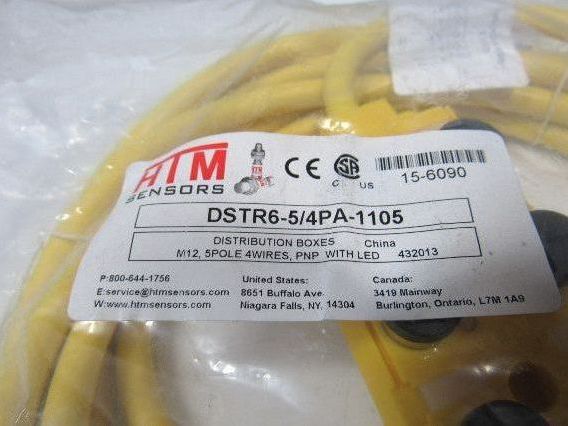 HTM
SENSORS
CE
C US
15-6090
DSTR6-5/4PA-1105
DISTRIBUTION BOXES China
M12, 5POLE 4WIRES, PNP WITH LED 432013
P:800-644-1756
E:service@htmsensors.com
W:www.htmsensors.com
United States:
8651 Buffalo Ave.
Niagara Falls, NY. 14304
Canada:
3419 Mainway
Burlington, Ontario, L7M 1A9